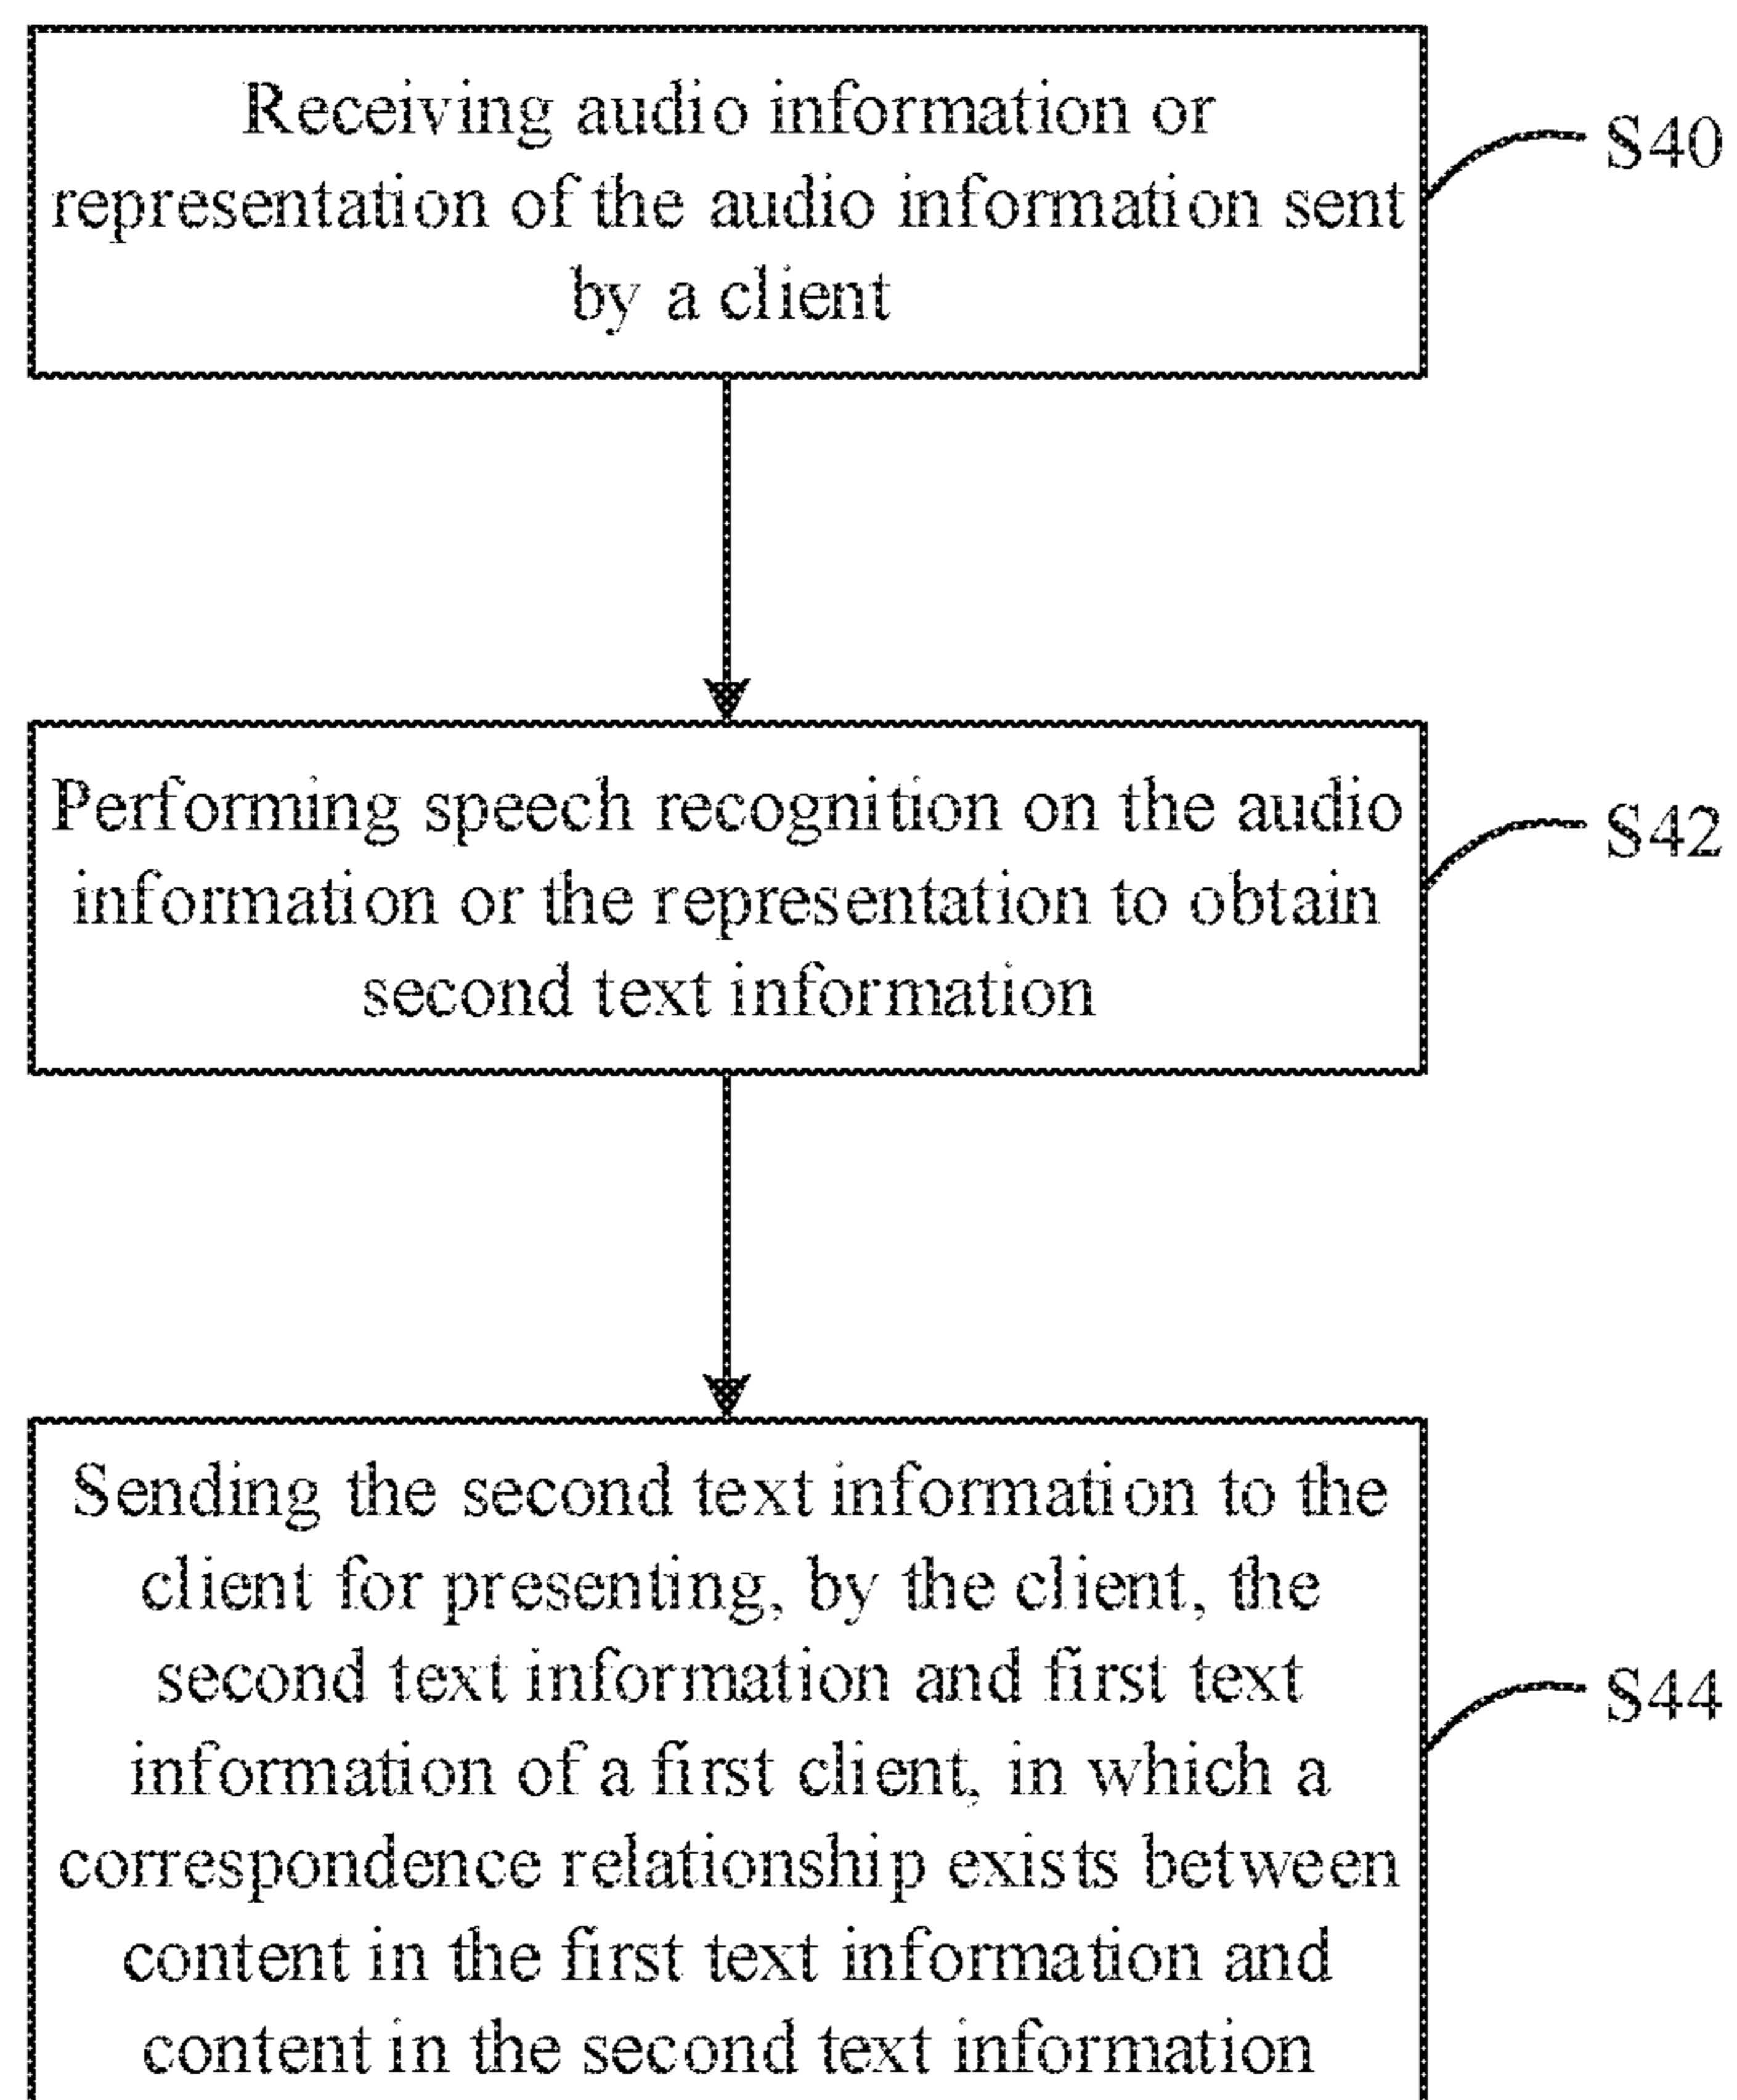 Receiving audio information or
representation of the audio information sent
by a client
S40
Performing speech recognition on the audio
information or the representation to obtain
second text information
S42
Sending the second text information to the
client for presenting, by the client, the
second text information and first text
information of a first client, in which a
correspondence relationship exists between
content in the first text information and
content in the second text information
S44